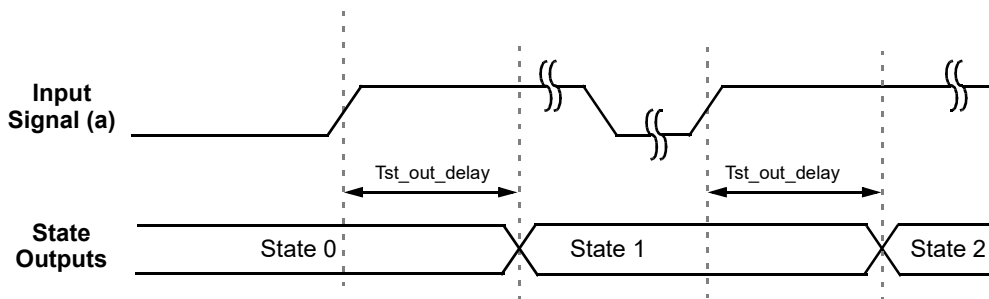 Input
Signal (a)
Tst_out_delay
Tst_out_delay
State
Outputs
State 0
State 1
State 2